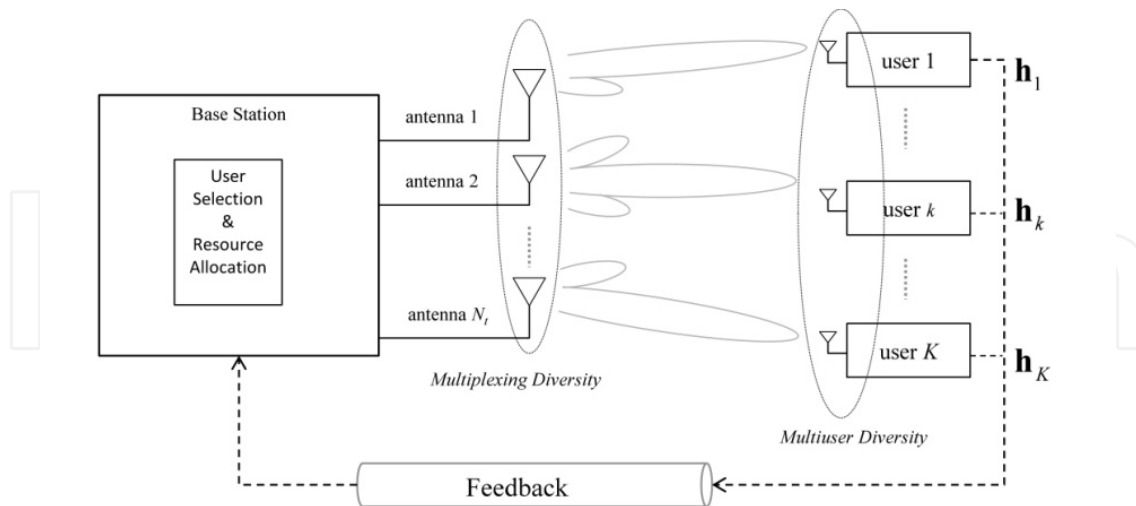 Base Station
User
Selection
&
Resource
Allocation
antenna 1
antenna 2
antenna N_t
Multiplexing Diversity
user 1
user k
user K
h_1
h_k
h_K
Multiuser Diversity
Feedback